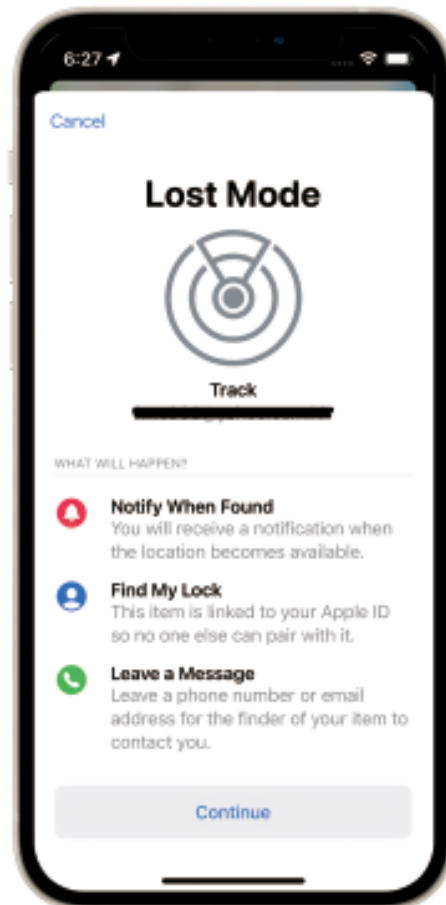 6:27
Cancel
Lost Mode
Track
WHAT WILL HAPPEN?
Notify When Found
You will receive a notification when
the location becomes available.
Find My Lock
This item is linked to your Apple ID
so no one else can pair with it.
Leave a Message
Leave a phone number or email
address for the finder of your item to
contact you.
Continue